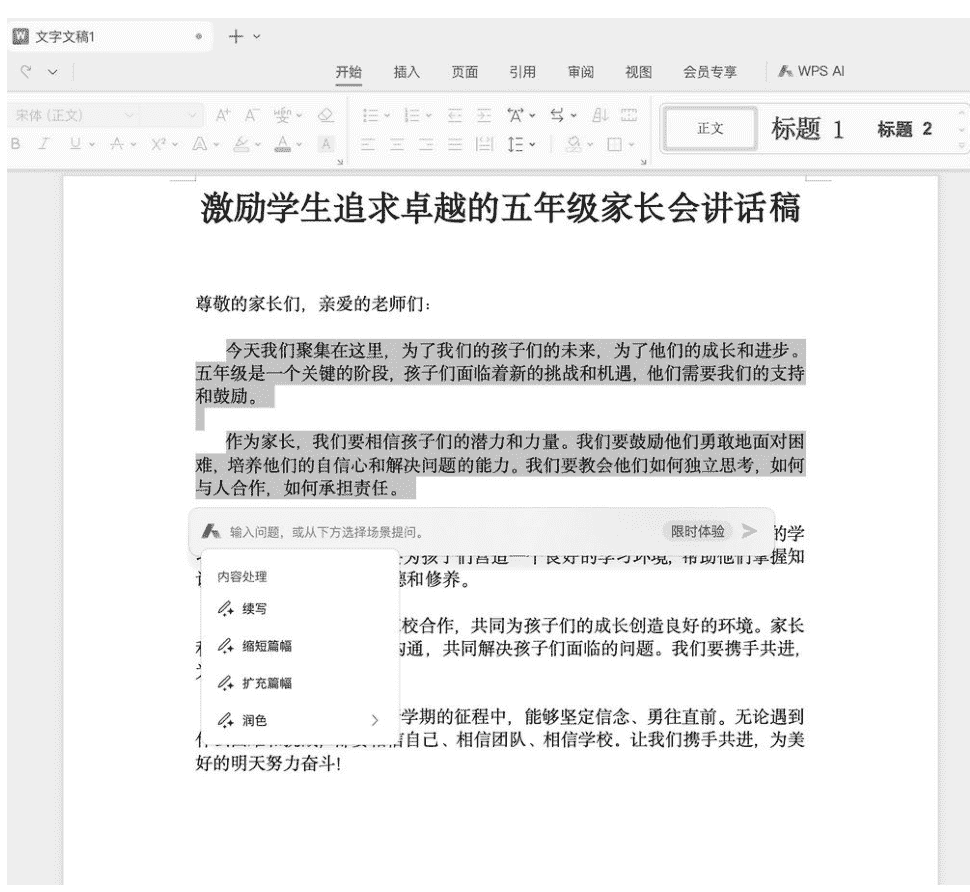 文字文稿1
开始 插入 页面 引用 审阅 视图 会员专享 WPS AI
宋体 (正文)
正文 标题 1 标题 2
激励学生追求卓越的五年级家长会讲话稿
尊敬的家长们，亲爱的老师们：
今天我们聚集在这里，为了我们的孩子们的未来，为了他们的成长和进步。
五年级是一个关键的阶段，孩子们面临着新的挑战和机遇，他们需要我们的支持
和鼓励。
作为家长，我们要相信孩子们的潜力和力量。我们要鼓励他们勇敢地面对困
难，培养他们的自信心和解决问题的能力。我们要教会他们如何独立思考，如何
与人合作，如何承担责任。
输入问题，或从下方选择场景提问。 限时体验
的学
为孩子们营造一个良好的学习环境，帮助他们掌握知
和修养。
内容处理
续写
校合作，共同为孩子们的成长创造良好的环境。家长
缩短篇幅
沟通，共同解决孩子们面临的问题。我们要携手共进，
扩充篇幅
润色
学期的征程中，能够坚定信念、勇往直前。无论遇到
自己、相信团队、相信学校。让我们携手共进，为美
好的明天努力奋斗！